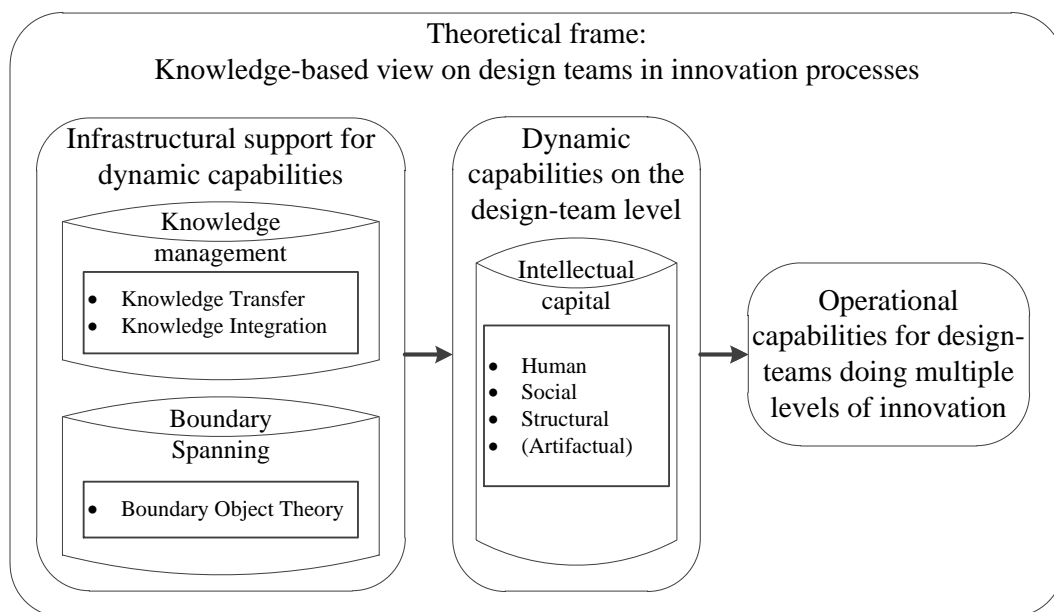 Theoretical frame:
Knowledge-based view on design teams in innovation processes
Infrastructural support for
dynamic capabilities
Knowledge
management
• Knowledge Transfer
• Knowledge Integration
Boundary
Spanning
• Boundary Object Theory
Dynamic
capabilities on the
design-team level
Intellectual
capital
• Human
• Social
• Structural
• (Artifactual)
Operational
capabilities for design-
teams doing multiple
levels of innovation